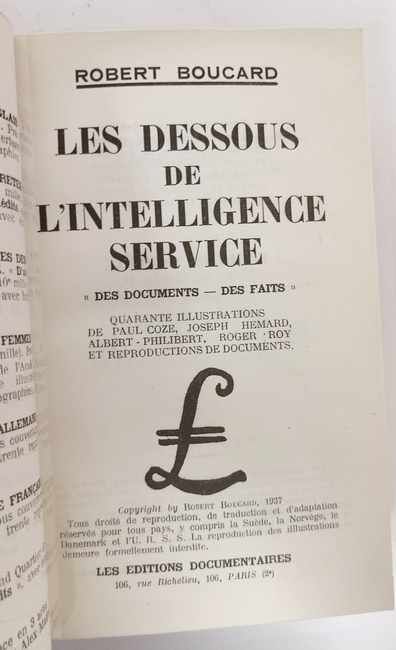 ROBERT BOUCARD
LES DESSOUS
DE
L'INTELLIGENCE
SERVICE
« DES DOCUMENTS — DES FAITS »
QUARANTE ILLUSTRATIONS
DE PAUL COZE, JOSEPH HEMARD,
ALBERT-PHILIBERT, ROGER ROY
ET REPRODUCTIONS DE DOCUMENTS.
£
Copyright by ROBERT BOUCARD, 1937
Tous droits de reproduction, de traduction et d'adaptation
réservés pour tous pays, y compris la Suède, la Norvège, le
Danemark et l'U. R. S. S. La reproduction des illustrations
demeure formellement interdite.
LES EDITIONS DOCUMENTAIRES
106, rue Richelieu, 106, PARIS (2e)